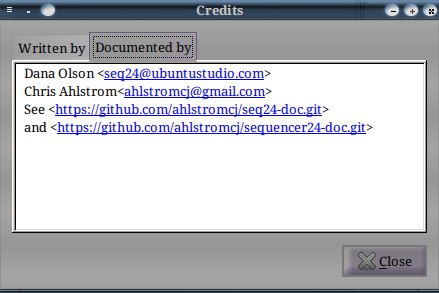 Credits
Written by Documented by
Dana Olson <seq24@ubuntustudio.com>
Chris Ahlstrom<ahlstromcj@gmail.com>
See <https://github.com/ahlstromcj/seq24-doc.git>
and <https://github.com/ahlstromcj/sequencer24-doc.git>
Close